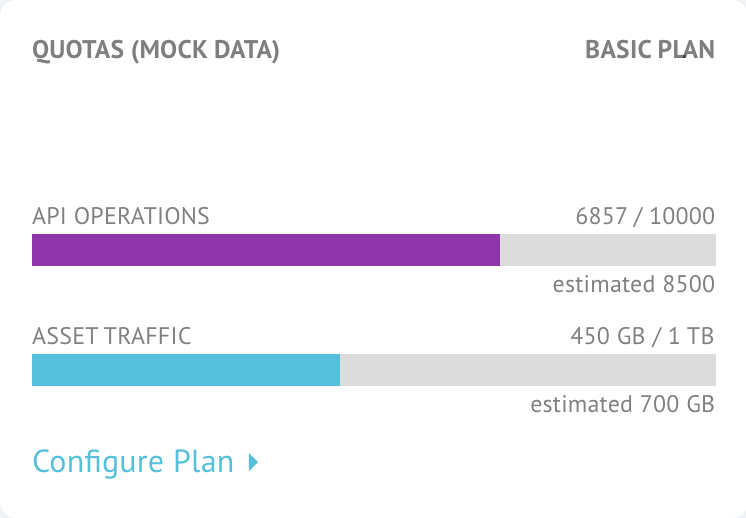 QUOTAS (MOCK DATA) BASIC PLAN
API OPERATIONS 6857 / 10000
estimated 8500
ASSET TRAFFIC 450 GB / 1 TB
estimated 700 GB
Configure Plan